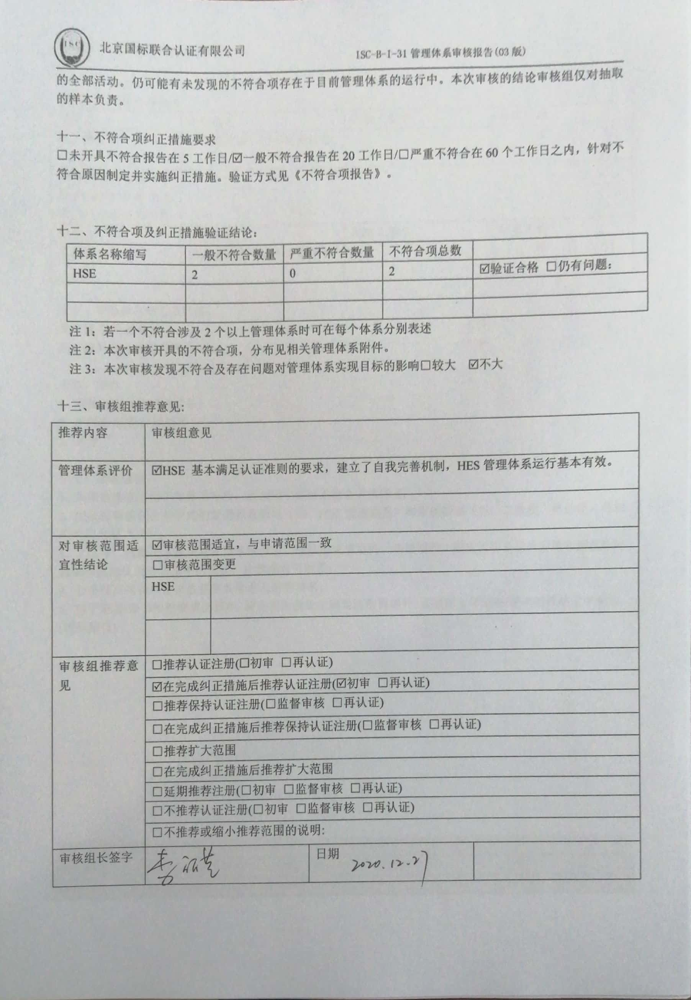 ISC
北京国标联合认证有限公司
ISC-B-I-31 管理体系审核报告(03 版)
的全部活动。仍可能有未发现的不符合项存在于目前管理体系的运行中。本次审核的结论审核组仅对抽取
的样本负责。
十一、不符合项纠正措施要求
☐未开具不符合报告在 5 工作日/☑一般不符合报告在 20 工作日/☐严重不符合在 60 个工作日之内，针对不
符合原因制定并实施纠正措施。验证方式见《不符合项报告》。
十二、不符合项及纠正措施验证结论：
体系名称缩写 一般不符合数量 严重不符合数量 不符合项总数
HSE 2 0 2 ☑验证合格 ☐仍有问题：
注 1：若一个不符合涉及 2 个以上管理体系时可在每个体系分别表述
注 2：本次审核开具的不符合项，分布见相关管理体系附件。
注 3：本次审核发现不符合及存在问题对管理体系实现目标的影响☐较大 ☑不大
十三、审核组推荐意见:
推荐内容 审核组意见
管理体系评价 ☑HSE 基本满足认证准则的要求，建立了自我完善机制，HES 管理体系运行基本有效。
对审核范围适 ☑审核范围适宜，与申请范围一致
宜性结论 ☐审核范围变更
HSE
审核组推荐意 ☐推荐认证注册(☐初审 ☐再认证)
见 ☑在完成纠正措施后推荐认证注册(☑初审 ☐再认证)
☐推荐保持认证注册(☐监督审核 ☐再认证)
☐在完成纠正措施后推荐保持认证注册(☐监督审核 ☐再认证)
☐推荐扩大范围
☐在完成纠正措施后推荐扩大范围
☐延期推荐注册(☐初审 ☐监督审核 ☐再认证)
☐不推荐认证注册(☐初审 ☐监督审核 ☐再认证)
☐不推荐或缩小推荐范围的说明:
审核组长签字 日期 2020.12.27